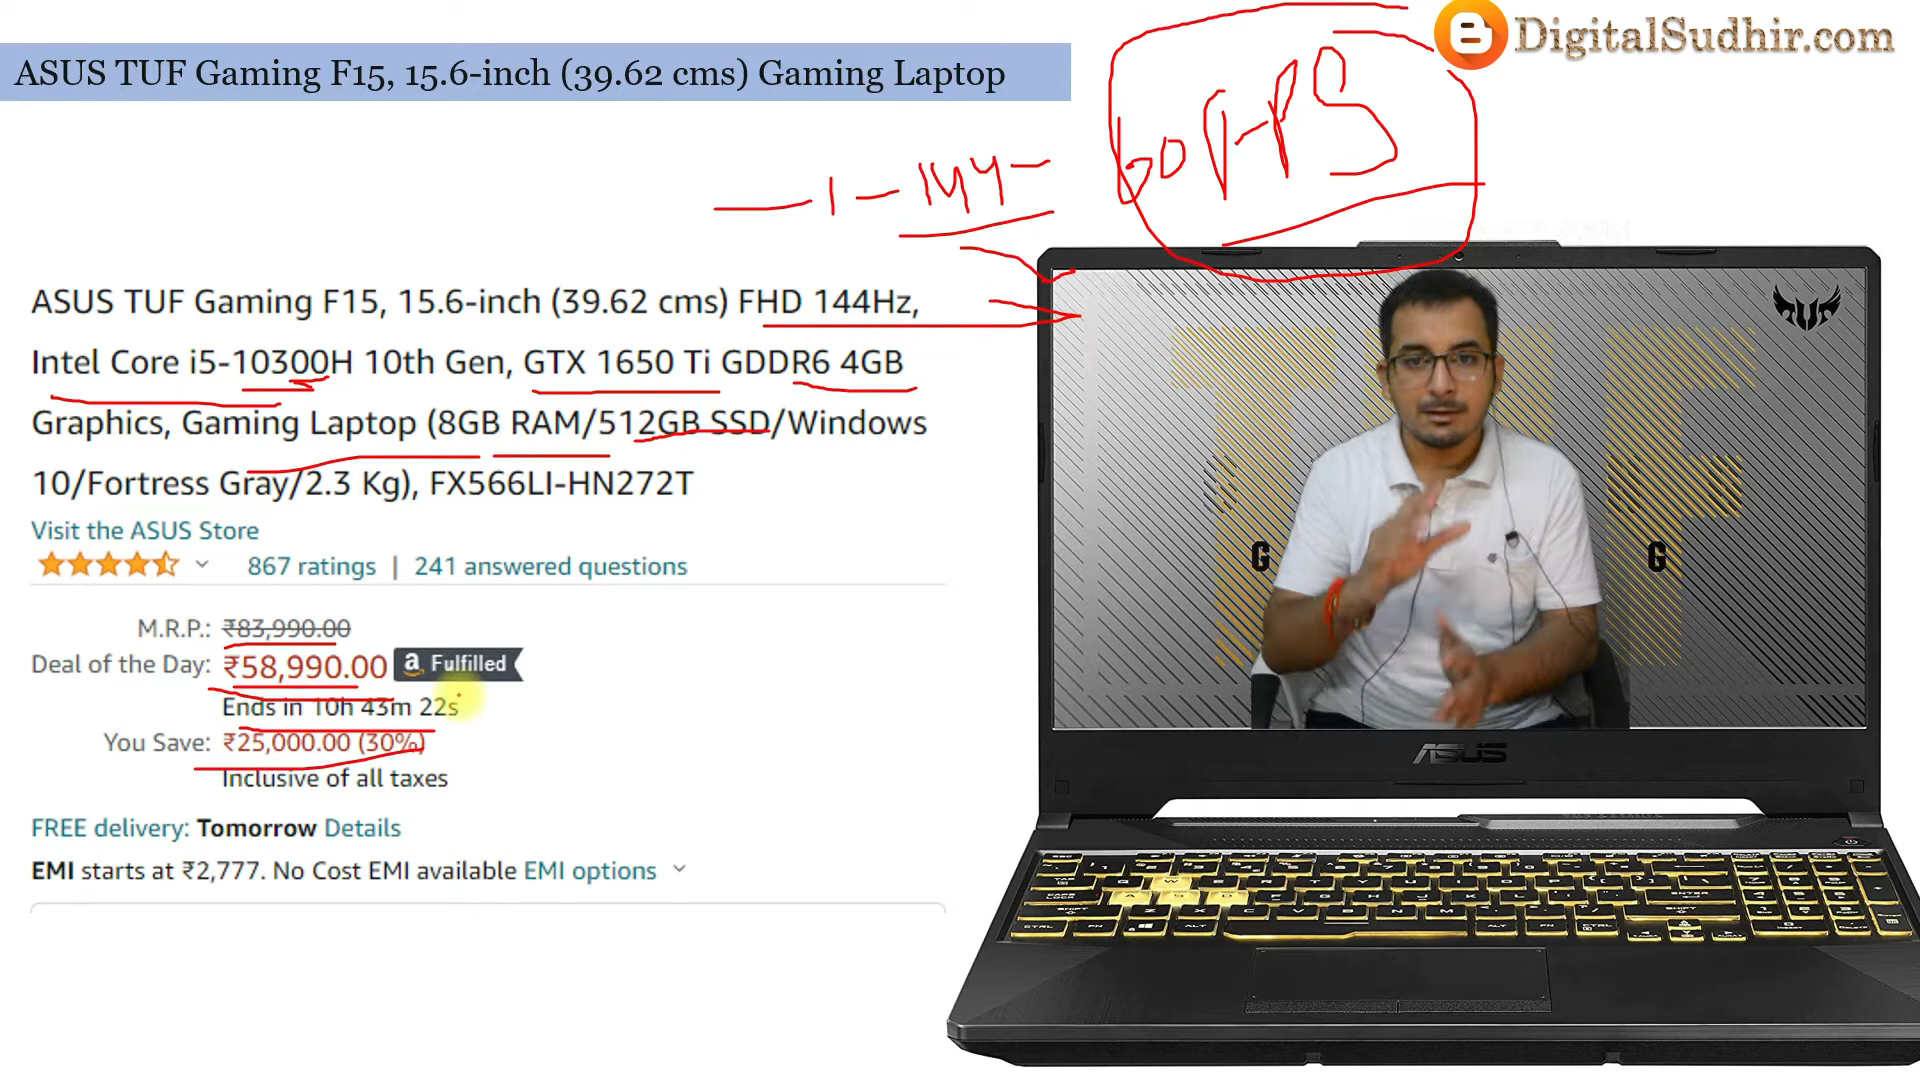 DigitalSudhir.com
ASUS TUF Gaming F15, 15.6-inch (39.62 cms) Gaming Laptop
60 FPS
1 - 144 -
ASUS TUF Gaming F15, 15.6-inch (39.62 cms) FHD 144Hz,
Intel Core i5-10300H 10th Gen, GTX 1650 Ti GDDR6 4GB
Graphics, Gaming Laptop (8GB RAM/512GB SSD/Windows
10/Fortress Gray/2.3 Kg), FX566LI-HN272T
Visit the ASUS Store
867 ratings | 241 answered questions
M.R.P.: ₹83,990.00
Deal of the Day: ₹58,990.00 a Fulfilled
Ends in 10h 43m 22s
You Save: ₹25,000.00 (30%)
Inclusive of all taxes
FREE delivery: Tomorrow Details
EMI starts at ₹2,777. No Cost EMI available EMI options
TUF
G G
ASUS